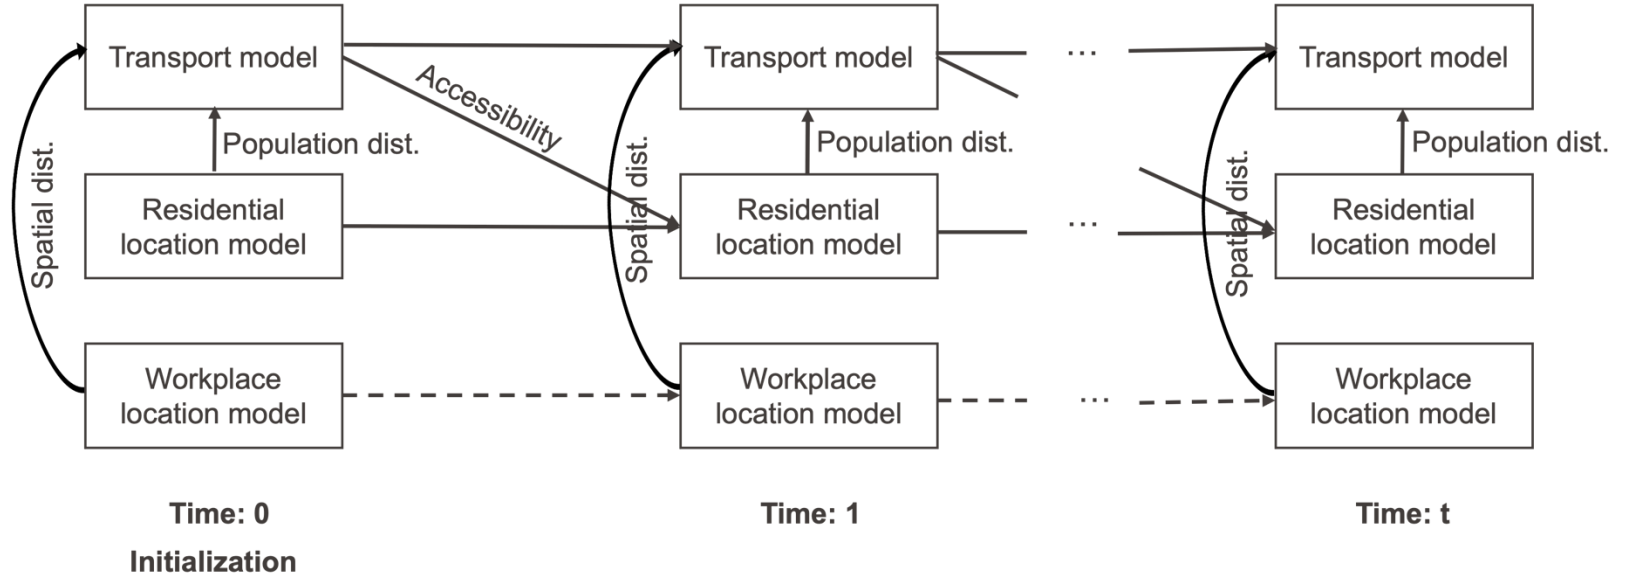 Transport model
Transport model
...
Transport model
Accessibility
Population dist.
Population dist.
Population dist.
Spatial dist.
Spatial dist.
Spatial dist.
Residential
location model
Residential
location model
...
Residential
location model
Workplace
location model
Workplace
location model
...
Workplace
location model
Time: 0
Initialization
Time: 1
Time: t